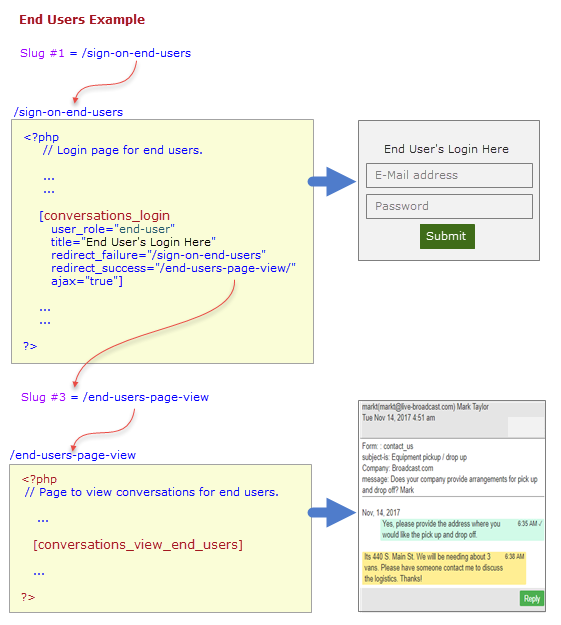 End Users Example
Slug #1 = /sign-on-end-users
/sign-on-end-users
<?php
// Login page for end users.
...
...
[conversations_login
user_role="end-user"
title="End User's Login Here"
redirect_failure="/sign-on-end-users"
redirect_success="/end-users-page-view/"
ajax="true"]
...
...
?>
End User's Login Here
E-Mail address
Password
Submit
Slug #3 = /end-users-page-view
/end-users-page-view
<?php
// Page to view conversations for end users.
...
[conversations_view_end_users]
...
?>
markt(markt@live-broadcast.com) Mark Taylor
Tue Nov 14, 2017 4:51 am
Form: : contact_us
subject-is: Equipment pickup / drop up
Company: Broadcast.com
message: Does your company provide arrangements for pick up
and drop off? Mark
Nov, 14, 2017
Yes, please provide the address where you 6:35 AM ✓
would like the pick up and drop off.
Its 440 S. Main St. We will be needing about 3 6:38 AM
vans. Please have someone contact me to discuss
the logistics. Thanks!
Reply